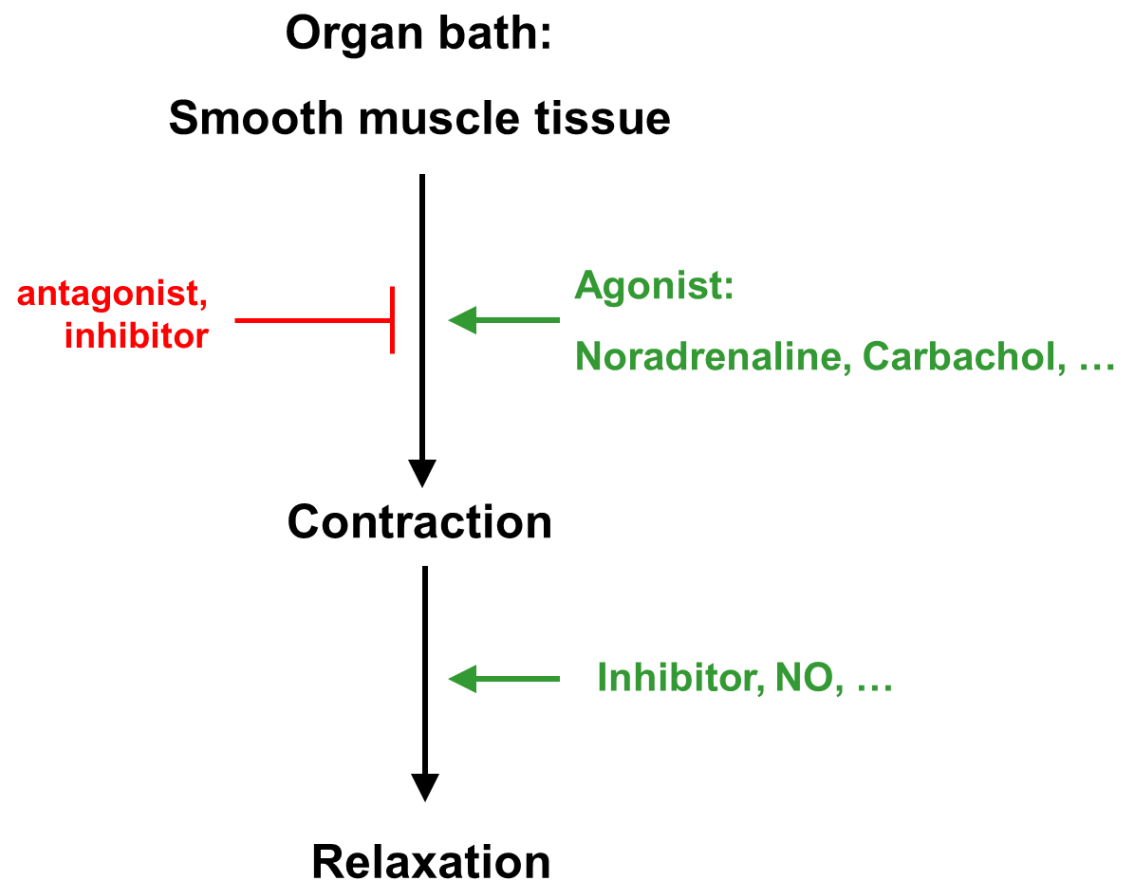 Organ bath:
Smooth muscle tissue
antagonist,
inhibitor
Agonist:
Noradrenaline, Carbachol, …
Contraction
Inhibitor, NO, …
Relaxation